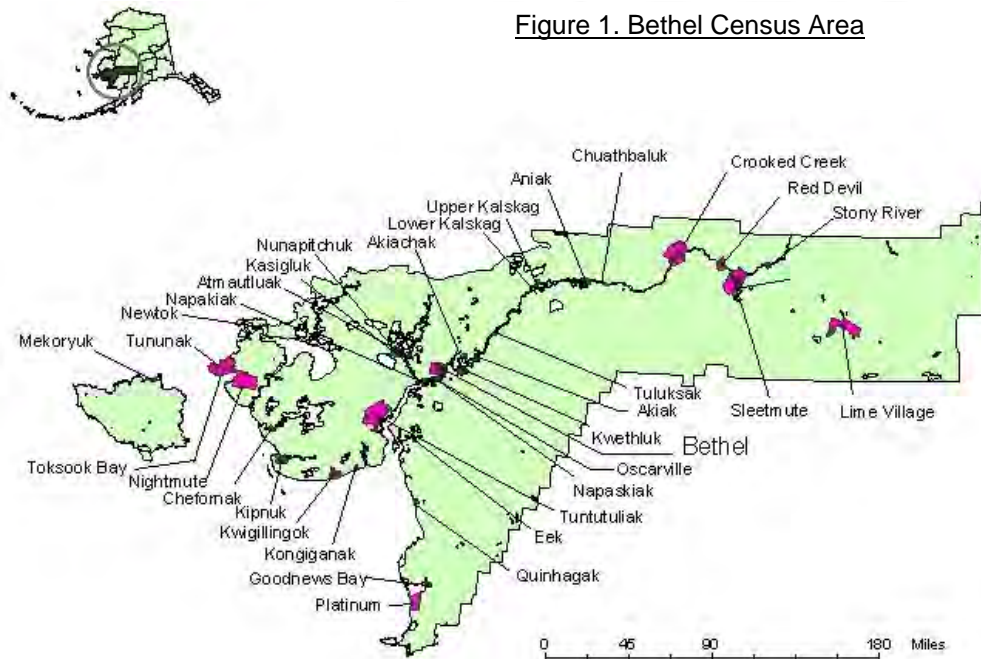 Figure 1. Bethel Census Area
Chuathbaluk
Crooked Creek
Aniak
Red Devil
Upper Kalskag
Stony River
Lower Kalskag
Nunapitchuk
Akiachak
Kasigluk
Atmautluak
Napakiak
Newtok
Mekoryuk
Tununak
Tuluksak
Akiak
Sleetmute
Lime Village
Kwethluk
Bethel
Toksook Bay
Oscarville
Nightmute
Napaskiak
Chefornak
Kipnuk
Tuntutuliak
Kwigillingok
Eek
Kongiganak
Quinhagak
Goodnews Bay
Platinum
0 45 90 180 Miles